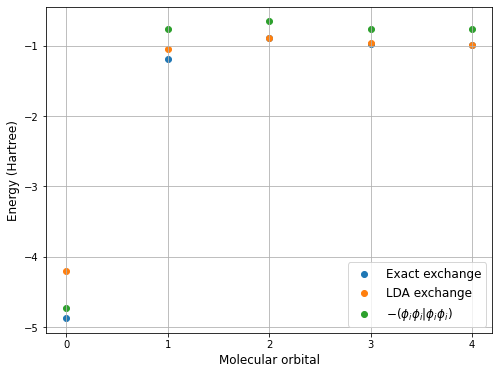 −1
−2
−3
−4
−5
Energy (Hartree)
0 1 2 3 4
Molecular orbital
Exact exchange
LDA exchange
−(ϕᵢϕᵢ|ϕᵢϕᵢ)